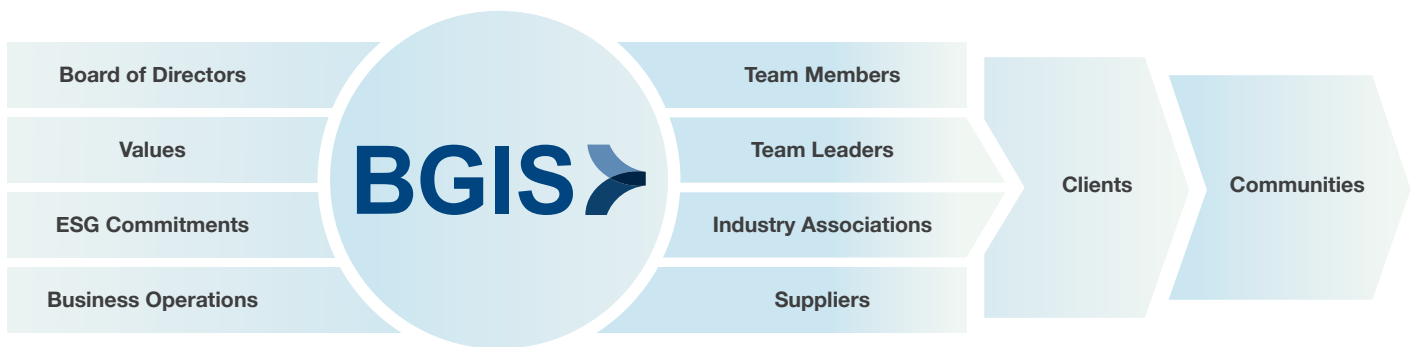 Board of Directors
Values
ESG Commitments
Business Operations
BGIS
Team Members
Team Leaders
Industry Associations
Suppliers
Clients
Communities